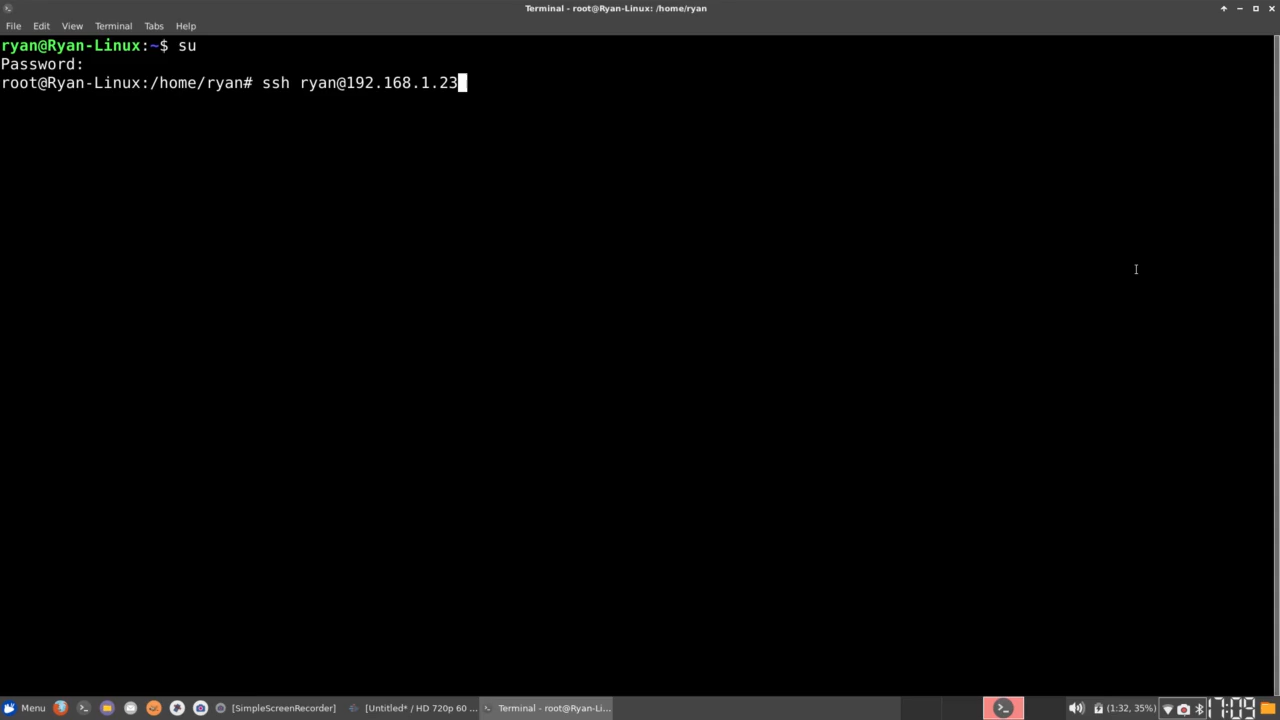 Terminal - root@Ryan-Linux: /home/ryan
File Edit View Terminal Tabs Help
ryan@Ryan-Linux:~$ su
Password:
root@Ryan-Linux:/home/ryan# ssh ryan@192.168.1.23
Menu [SimpleScreenRecorder] [Untitled* / HD 720p 60 ... Terminal - root@Ryan-Li... (1:32, 35%) 17:09